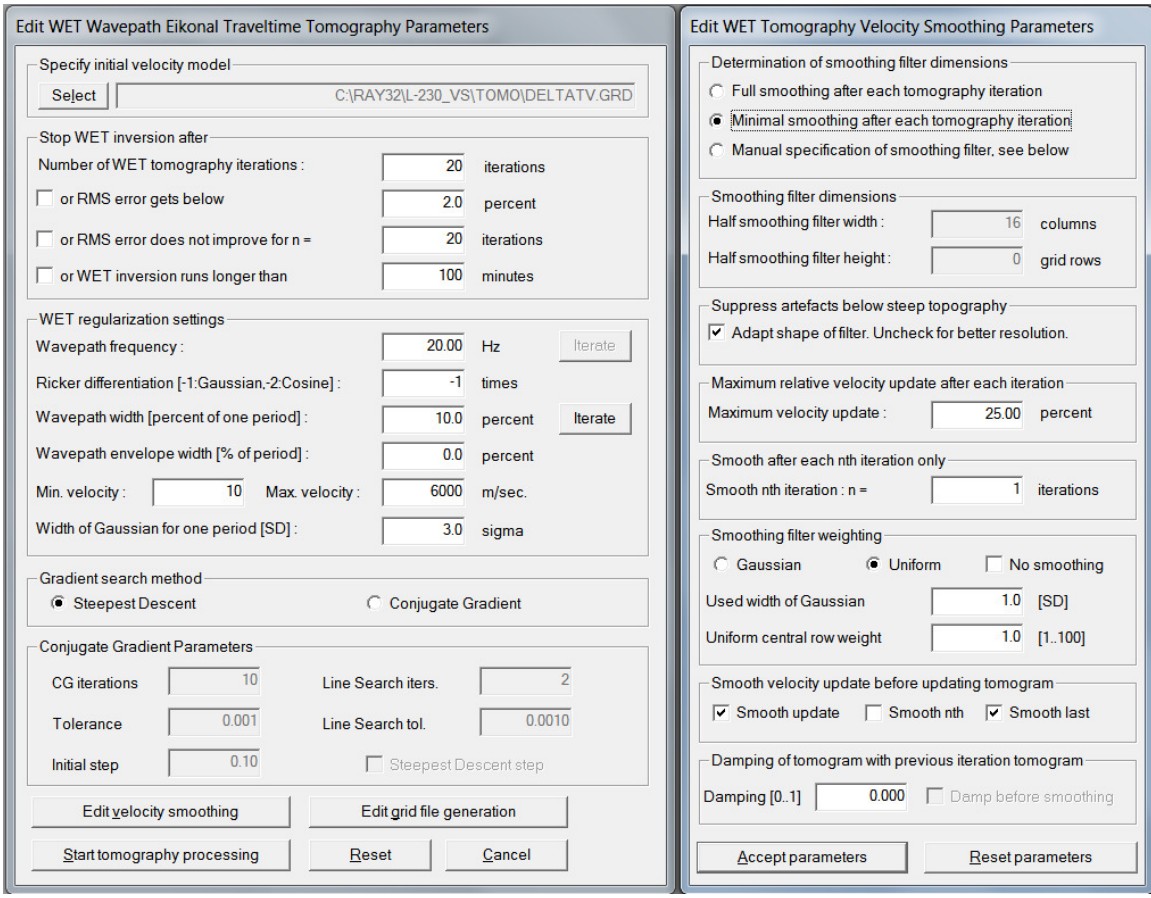 Edit WET Wavepath Eikonal Traveltime Tomography Parameters
Specify initial velocity model
Select C:\RAY32\L-230_VS\TOMO\DELTATV.GRD
Stop WET inversion after
Number of WET tomography iterations : 20 iterations
or RMS error gets below 2.0 percent
or RMS error does not improve for n = 20 iterations
or WET inversion runs longer than 100 minutes
WET regularization settings
Wavepath frequency : 20.00 Hz Iterate
Ricker differentiation [-1:Gaussian,-2:Cosine] : -1 times
Wavepath width [percent of one period] : 10.0 percent Iterate
Wavepath envelope width [% of period] : 0.0 percent
Min. velocity : 10 Max. velocity : 6000 m/sec.
Width of Gaussian for one period [SD] : 3.0 sigma
Gradient search method
Steepest Descent Conjugate Gradient
Conjugate Gradient Parameters
CG iterations 10 Line Search iters. 2
Tolerance 0.001 Line Search tol. 0.0010
Initial step 0.10 Steepest Descent step
Edit velocity smoothing Edit grid file generation
Start tomography processing Reset Cancel
Edit WET Tomography Velocity Smoothing Parameters
Determination of smoothing filter dimensions
Full smoothing after each tomography iteration
Minimal smoothing after each tomography iteration
Manual specification of smoothing filter, see below
Smoothing filter dimensions
Half smoothing filter width : 16 columns
Half smoothing filter height : 0 grid rows
Suppress artefacts below steep topography
Adapt shape of filter. Uncheck for better resolution.
Maximum relative velocity update after each iteration
Maximum velocity update : 25.00 percent
Smooth after each nth iteration only
Smooth nth iteration : n = 1 iterations
Smoothing filter weighting
Gaussian Uniform No smoothing
Used width of Gaussian 1.0 [SD]
Uniform central row weight 1.0 [1..100]
Smooth velocity update before updating tomogram
Smooth update Smooth nth Smooth last
Damping of tomogram with previous iteration tomogram
Damping [0..1] 0.000 Damp before smoothing
Accept parameters Reset parameters